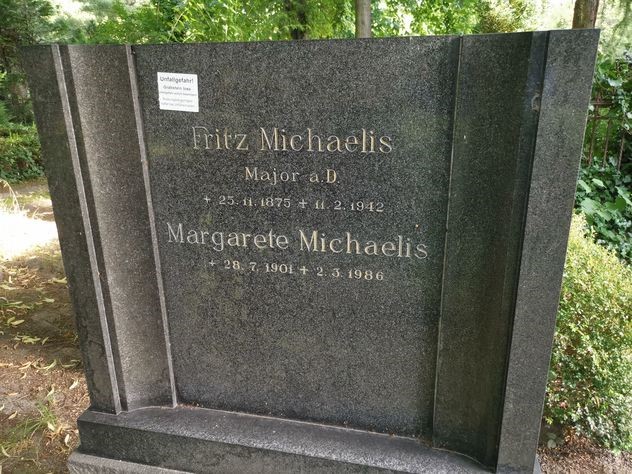 Unfallgefahr!
Grabstein lose
Fritz Michaelis
Major a.D.
+ 25.11.1875 + 11.2.1942
Margarete Michaelis
+ 28.7.1901 + 2.3.1986